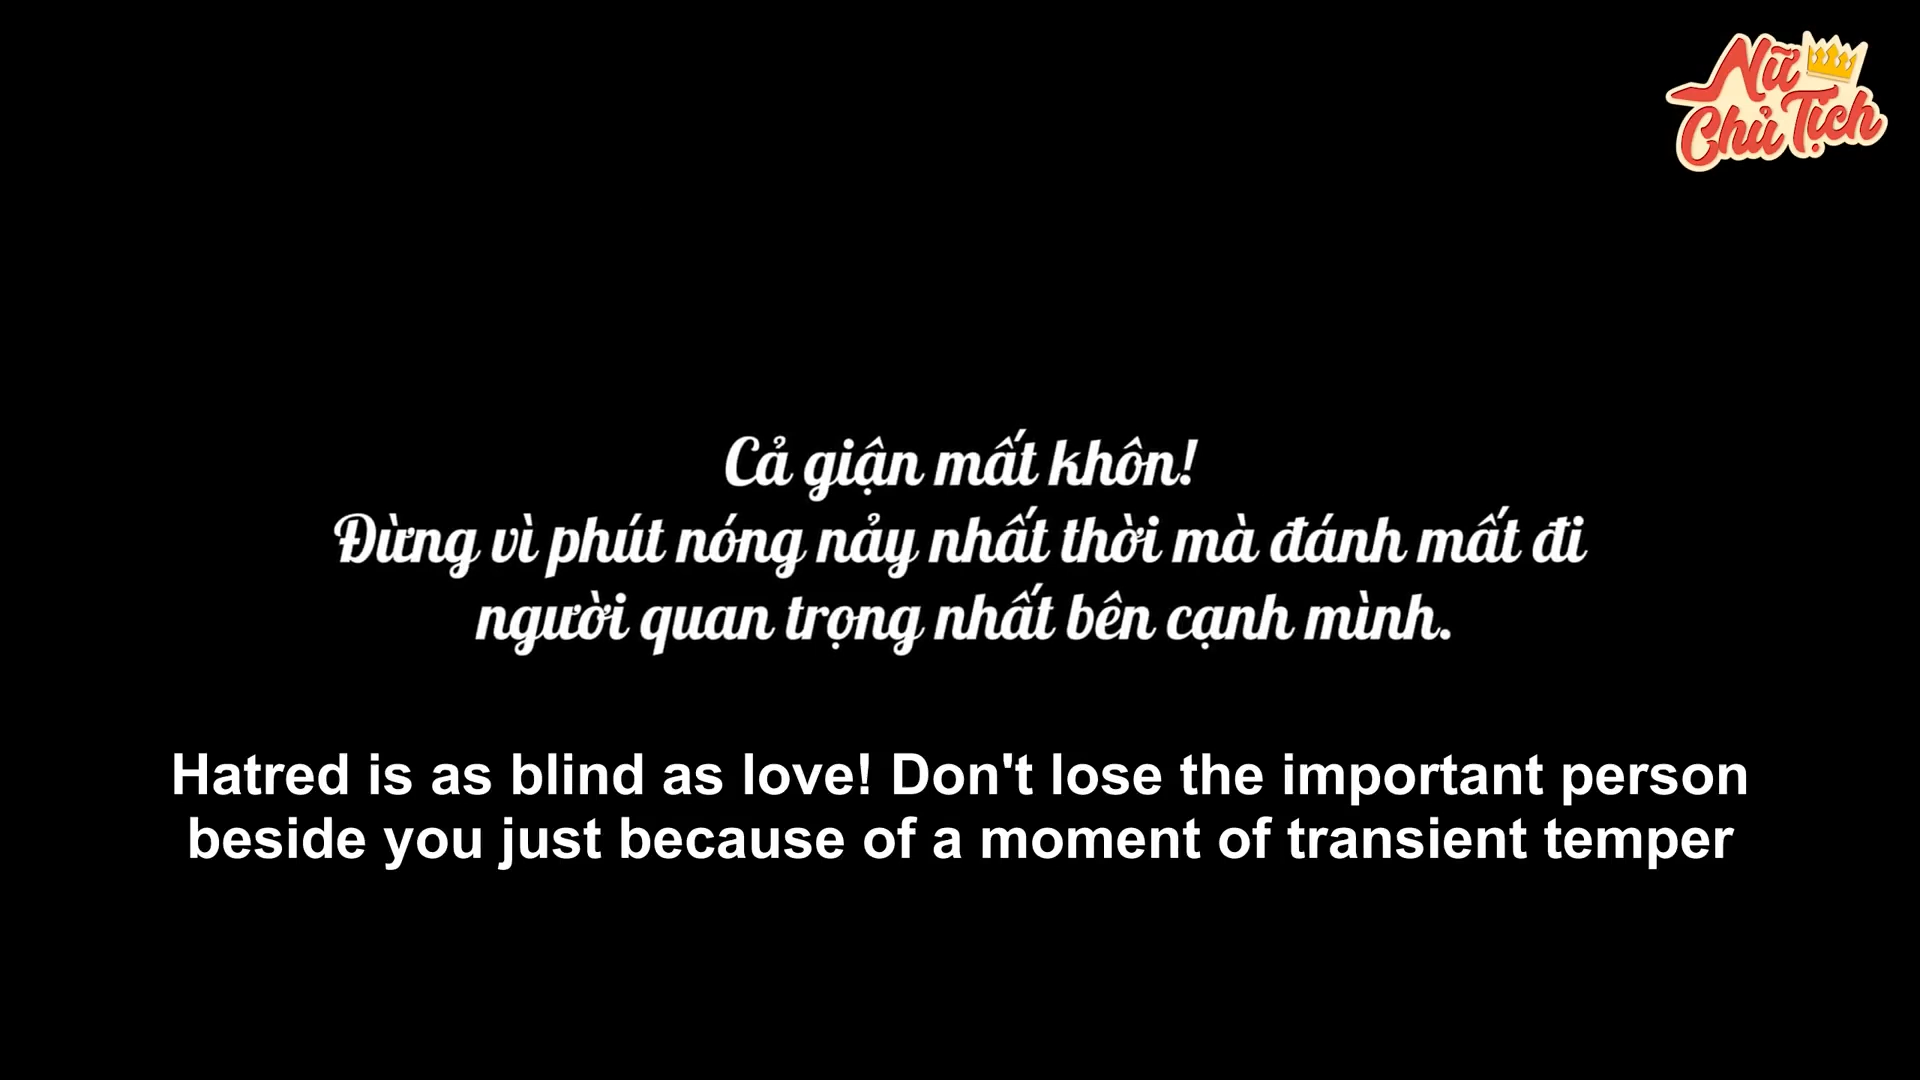 Nữ
Chủ Tịch
Cả giận mất khôn!
Đừng vì phút nóng nảy nhất thời mà đánh mất đi
người quan trọng nhất bên cạnh mình.
Hatred is as blind as love! Don't lose the important person
beside you just because of a moment of transient temper